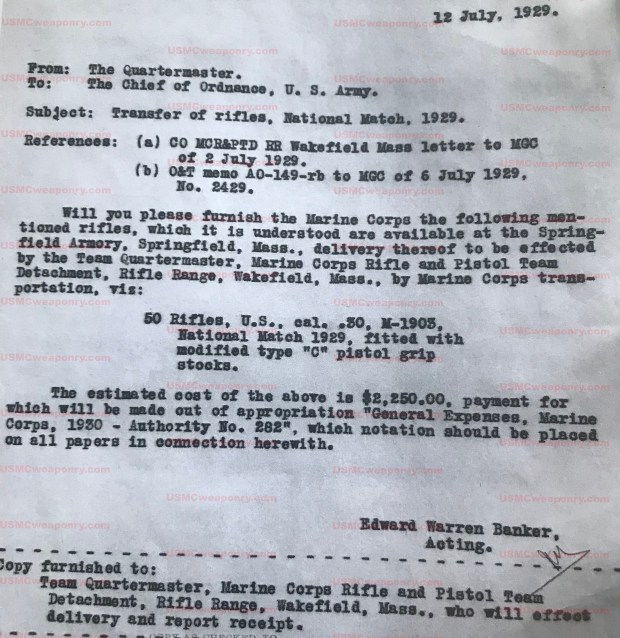 12 July, 1929.
From: The Quartermaster.
To: The Chief of Ordnance, U. S. Army.
Subject: Transfer of rifles, National Match, 1929.
References: (a) CO MCR&PTD RR Wakefield Mass letter to MGC
of 2 July 1929.
(b) O&T memo AO-149-rb to MGC of 6 July 1929,
No. 2429.
Will you please furnish the Marine Corps the following men-
tioned rifles, which it is understood are available at the Spring-
field Armory, Springfield, Mass., delivery thereof to be effected
by the Team Quartermaster, Marine Corps Rifle and Pistol Team
Detachment, Rifle Range, Wakefield, Mass., by Marine Corps trans-
portation, viz:
50 Rifles, U.S., cal. .30, M-1903,
National Match 1929, fitted with
modified type "C" pistol grip
stocks.
The estimated cost of the above is $2,250.00, payment for
which will be made out of appropriation "General Expenses, Marine
Corps, 1930 - Authority No. 282", which notation should be placed
on all papers in connection herewith.
Edward Warren Banker,
Acting.
Copy furnished to:
Team Quartermaster, Marine Corps Rifle and Pistol Team
Detachment, Rifle Range, Wakefield, Mass., who will effect
delivery and report receipt.
USMCweaponry.com